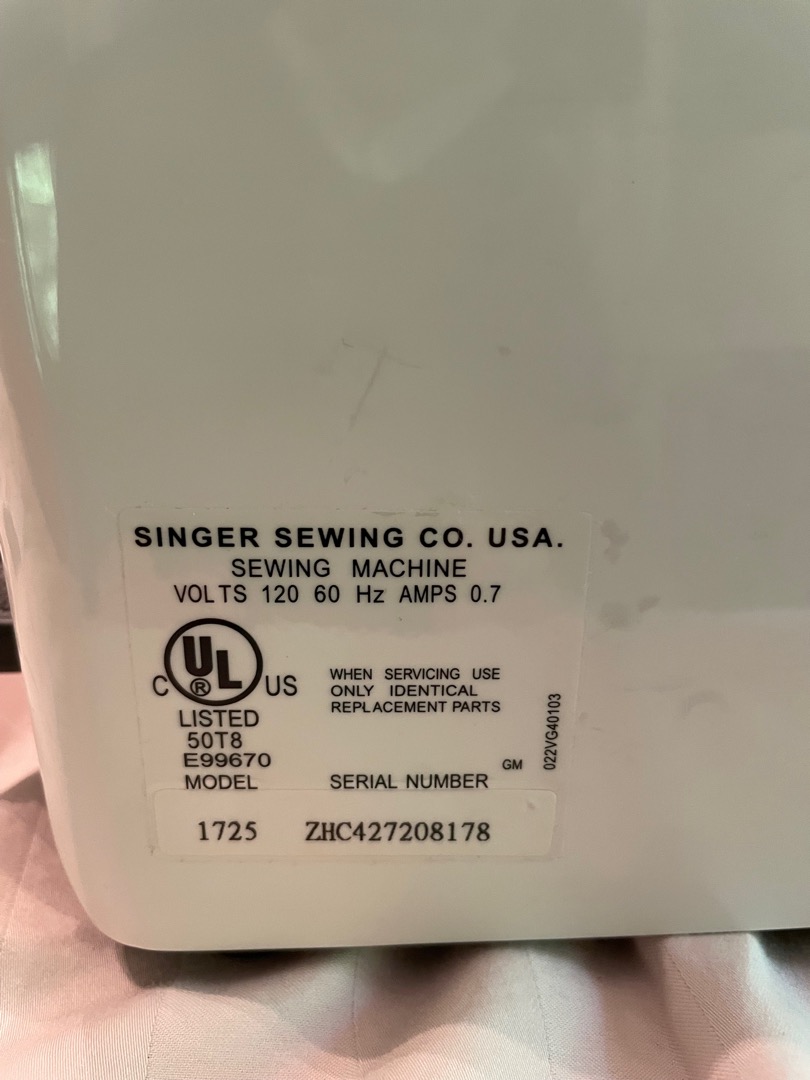 SINGER SEWING CO. USA.
SEWING MACHINE
VOLTS 120 60 Hz AMPS 0.7
C UL ® US
LISTED
50T8
E99670
WHEN SERVICING USE
ONLY IDENTICAL
REPLACEMENT PARTS
GM
022VG40103
MODEL SERIAL NUMBER
1725 ZHC427208178